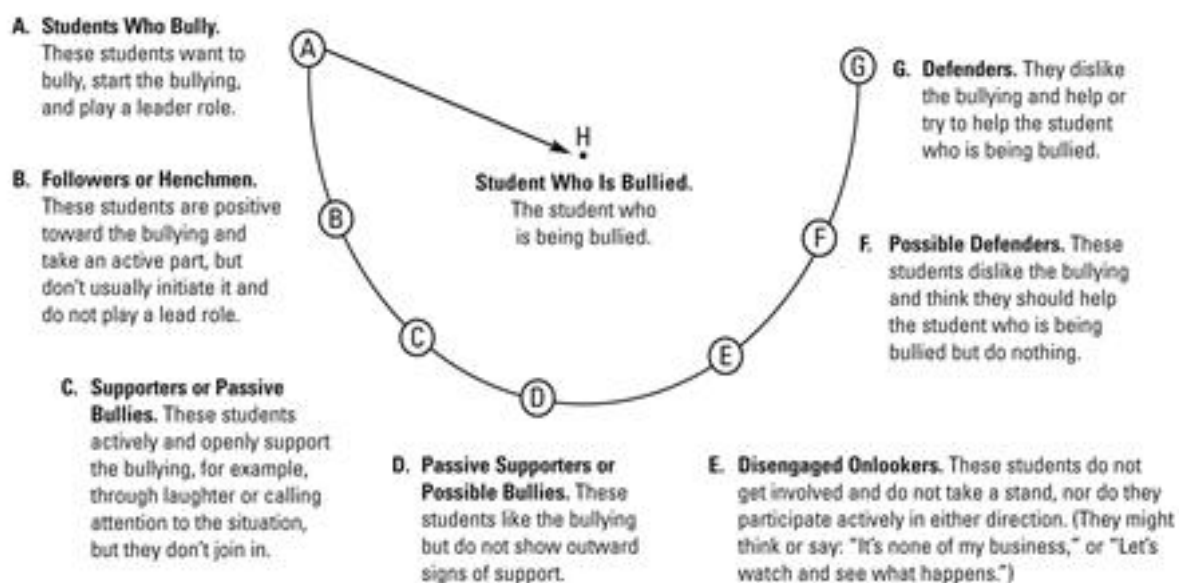 A. Students Who Bully.
These students want to
bully, start the bullying,
and play a leader role.
B. Followers or Henchmen.
These students are positive
toward the bullying and
take an active part, but
don't usually initiate it and
do not play a lead role.
C. Supporters or Passive
Bullies. These students
actively and openly support
the bullying, for example,
through laughter or calling
attention to the situation,
but they don't join in.
D. Passive Supporters or
Possible Bullies. These
students like the bullying
but do not show outward
signs of support.
E. Disengaged Onlookers. These students do not
get involved and do not take a stand, nor do they
participate actively in either direction. (They might
think or say: "It's none of my business," or "Let's
watch and see what happens.")
F. Possible Defenders. These
students dislike the bullying
and think they should help
the student who is being
bullied but do nothing.
G. Defenders. They dislike
the bullying and help or
try to help the student
who is being bullied.
H
Student Who Is Bullied.
The student who
is being bullied.
A
B
C
D
E
F
G